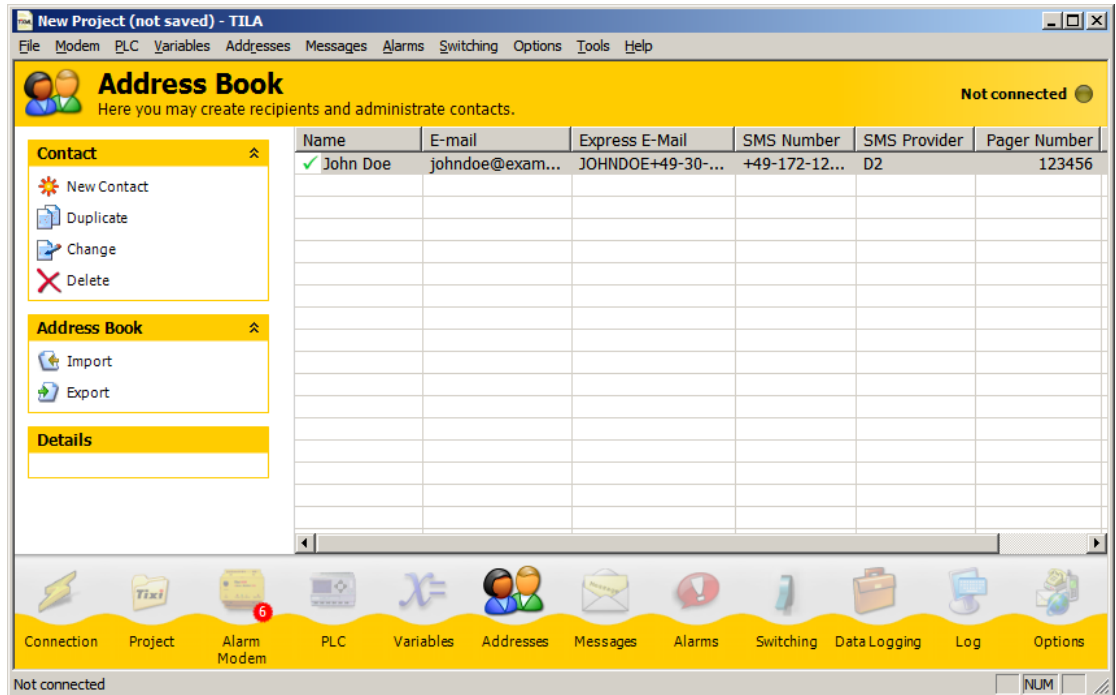 New Project (not saved) - TILA
File Modem PLC Variables Addresses Messages Alarms Switching Options Tools Help
Address Book
Here you may create recipients and administrate contacts.
Not connected
Contact
New Contact
Duplicate
Change
Delete
Address Book
Import
Export
Details
Name E-mail Express E-Mail SMS Number SMS Provider Pager Number
John Doe johndoe@exam... JOHNDOE+49-30-... +49-172-12... D2 123456
Tixi
6
Connection Project Alarm Modem PLC Variables Addresses Messages Alarms Switching Data Logging Log Options
Not connected NUM